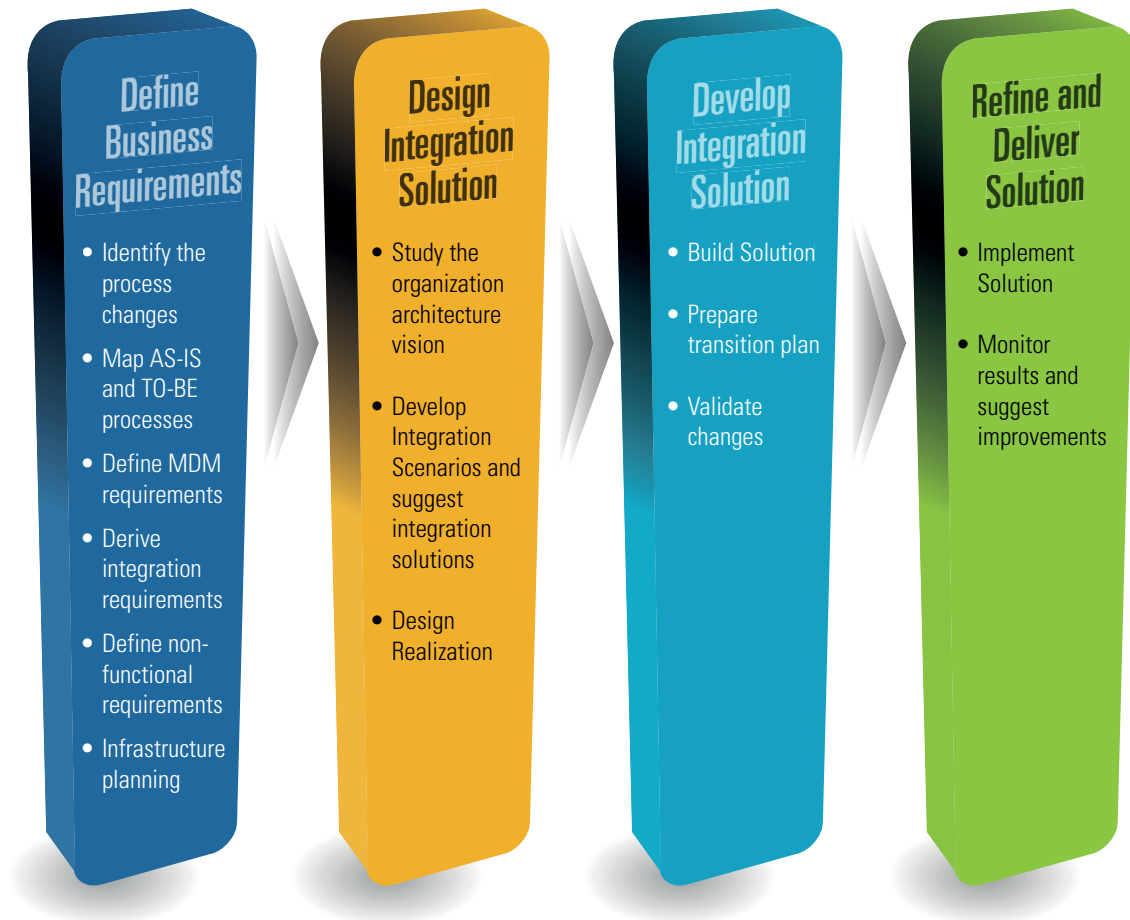 Define
Business
Requirements
• Identify the
process
changes
• Map AS-IS
and TO-BE
processes
• Define MDM
requirements
• Derive
integration
requirements
• Define non-
functional
requirements
• Infrastructure
planning
Design
Integration
Solution
• Study the
organization
architecture
vision
• Develop
Integration
Scenarios and
suggest
integration
solutions
• Design
Realization
Develop
Integration
Solution
• Build Solution
• Prepare
transition plan
• Validate
changes
Refine and
Deliver
Solution
• Implement
Solution
• Monitor
results and
suggest
improvements